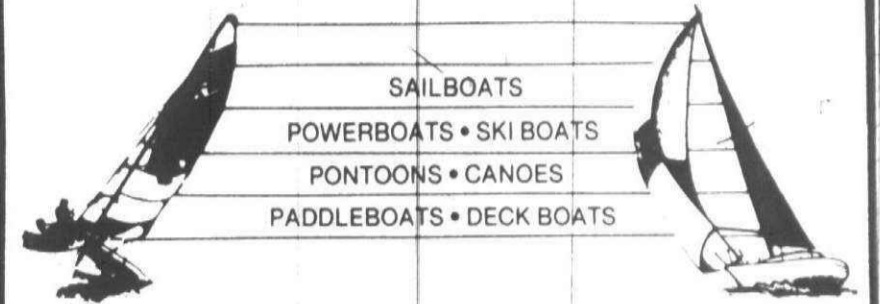 SAILBOATS
POWERBOATS • SKI BOATS
PONTOONS • CANOES
PADDLEBOATS • DECK BOATS